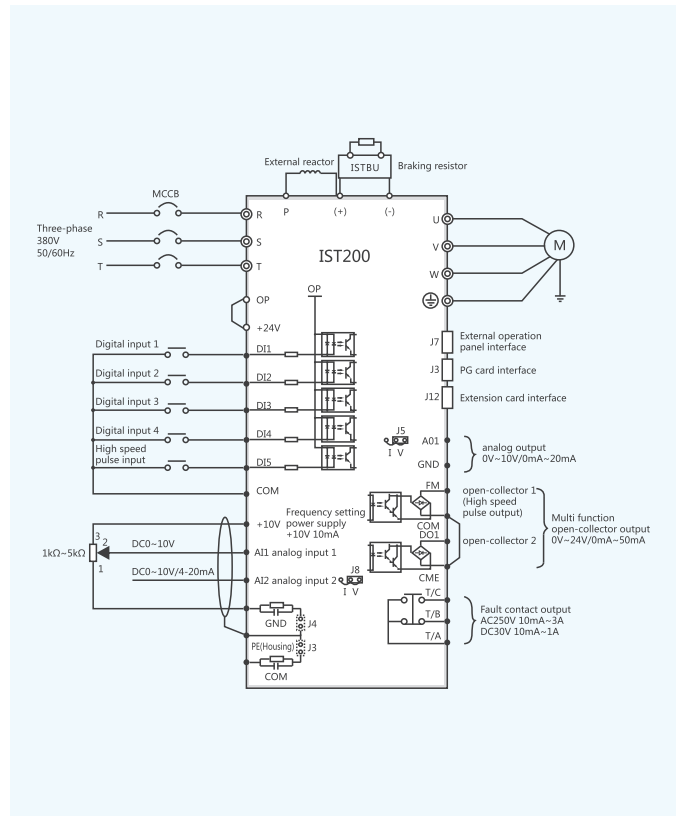 External reactor
ISTBU
Braking resistor
MCCB
R
R
P
(+)
(-)
U
Three-phase
380V
50/60Hz
S
S
V
M
IST200
T
T
W
OP
OP
+24V
Digital input 1
DI1
J7
External operation
panel interface
Digital input 2
DI2
J3
PG card interface
Digital input 3
DI3
J12
Extension card interface
Digital input 4
DI4
J5
I V
A01
analog output
0V~10V/0mA~20mA
High speed
pulse input
DI5
GND
COM
FM
open-collector 1
(High speed
pulse output)
+10V
Frequency setting
power supply
+10V 10mA
COM
DO1
Multi function
open-collector output
0V~24V/0mA~50mA
open-collector 2
3
2
1
1kΩ~5kΩ
DC0~10V
AI1 analog input 1
DC0~10V/4-20mA
AI2 analog input 2
J8
I V
CME
T/C
T/B
T/A
Fault contact output
AC250V 10mA~3A
DC30V 10mA~1A
GND
J4
PE(Housing)
J3
COM